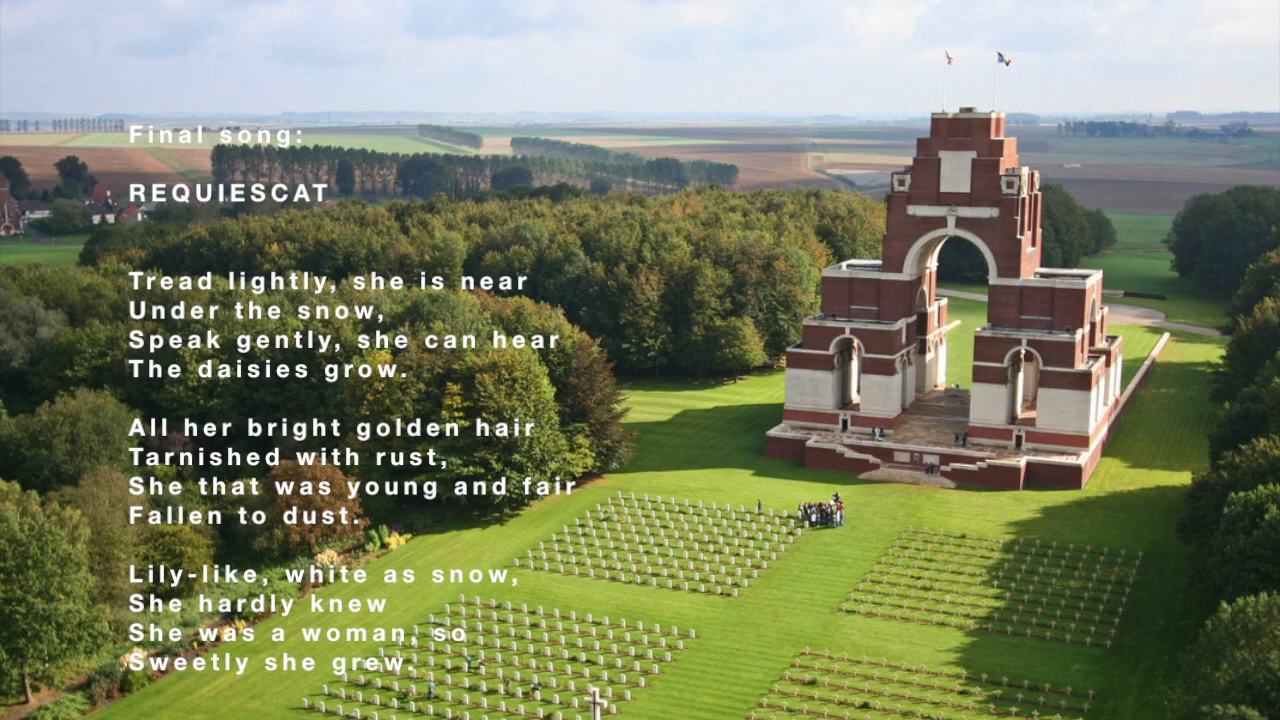 Final song:
REQUIESCAT
Tread lightly, she is near
Under the snow,
Speak gently, she can hear
The daisies grow.
All her bright golden hair
Tarnished with rust,
She that was young and fair
Fallen to dust.
Lily-like, white as snow,
She hardly knew
She was a woman, so
Sweetly she grew.